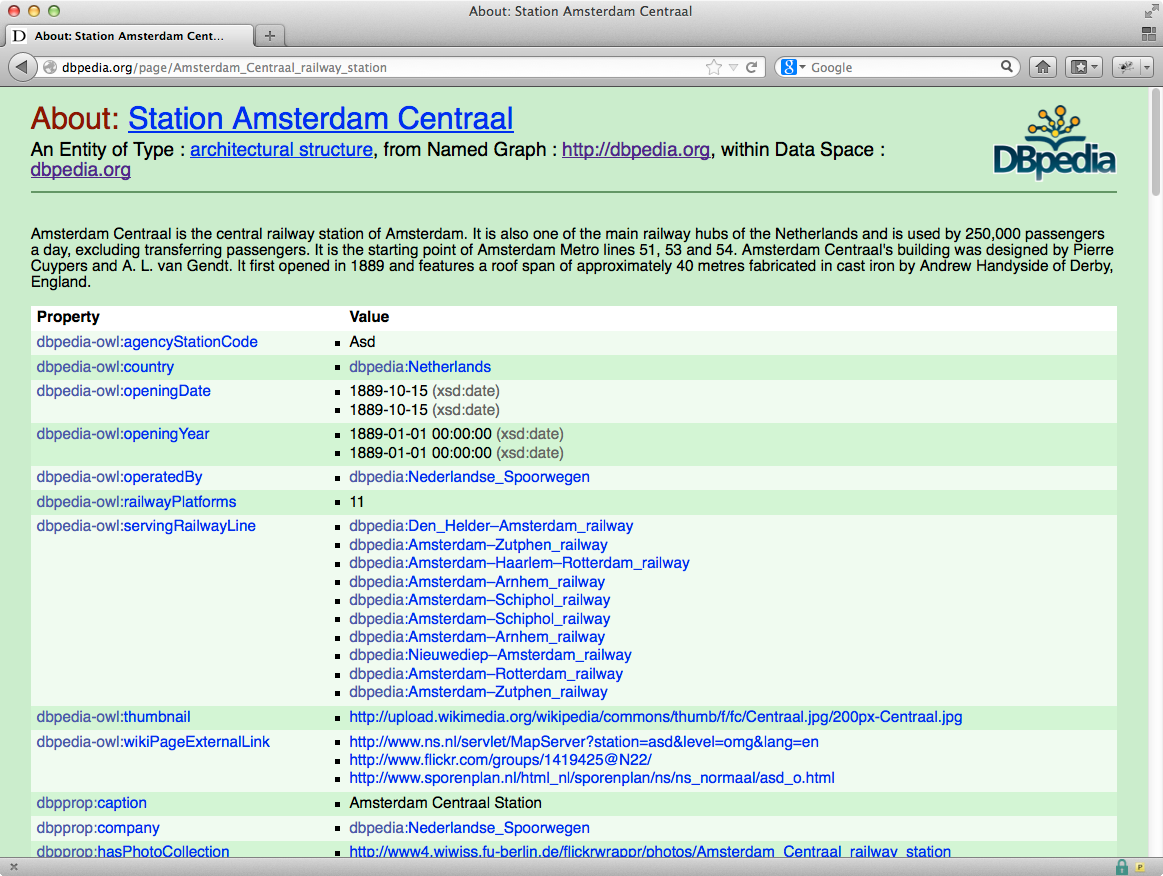 About: Station Amsterdam Centraal
D About: Station Amsterdam Cent...
dbpedia.org/page/Amsterdam_Centraal_railway_station
8 Google
About: Station Amsterdam Centraal
An Entity of Type : architectural structure, from Named Graph : http://dbpedia.org, within Data Space :
dbpedia.org
DBpedia
Amsterdam Centraal is the central railway station of Amsterdam. It is also one of the main railway hubs of the Netherlands and is used by 250,000 passengers
a day, excluding transferring passengers. It is the starting point of Amsterdam Metro lines 51, 53 and 54. Amsterdam Centraal's building was designed by Pierre
Cuypers and A. L. van Gendt. It first opened in 1889 and features a roof span of approximately 40 metres fabricated in cast iron by Andrew Handyside of Derby,
England.
Property Value
dbpedia-owl:agencyStationCode Asd
dbpedia-owl:country dbpedia:Netherlands
dbpedia-owl:openingDate 1889-10-15 (xsd:date)
1889-10-15 (xsd:date)
dbpedia-owl:openingYear 1889-01-01 00:00:00 (xsd:date)
1889-01-01 00:00:00 (xsd:date)
dbpedia-owl:operatedBy dbpedia:Nederlandse_Spoorwegen
dbpedia-owl:railwayPlatforms 11
dbpedia-owl:servingRailwayLine dbpedia:Den_Helder–Amsterdam_railway
dbpedia:Amsterdam–Zutphen_railway
dbpedia:Amsterdam–Haarlem–Rotterdam_railway
dbpedia:Amsterdam–Arnhem_railway
dbpedia:Amsterdam–Schiphol_railway
dbpedia:Amsterdam–Schiphol_railway
dbpedia:Amsterdam–Arnhem_railway
dbpedia:Nieuwediep–Amsterdam_railway
dbpedia:Amsterdam–Rotterdam_railway
dbpedia:Amsterdam–Zutphen_railway
dbpedia-owl:thumbnail http://upload.wikimedia.org/wikipedia/commons/thumb/f/fc/Centraal.jpg/200px-Centraal.jpg
dbpedia-owl:wikiPageExternalLink http://www.ns.nl/servlet/MapServer?station=asd&level=omg&lang=en
http://www.flickr.com/groups/1419425@N22/
http://www.sporenplan.nl/html_nl/sporenplan/ns/ns_normaal/asd_o.html
dbpprop:caption Amsterdam Centraal Station
dbpprop:company dbpedia:Nederlandse_Spoorwegen
dbpprop:hasPhotoCollection http://www4.wiwiss.fu-berlin.de/flickrwrappr/photos/Amsterdam_Centraal_railway_station
P